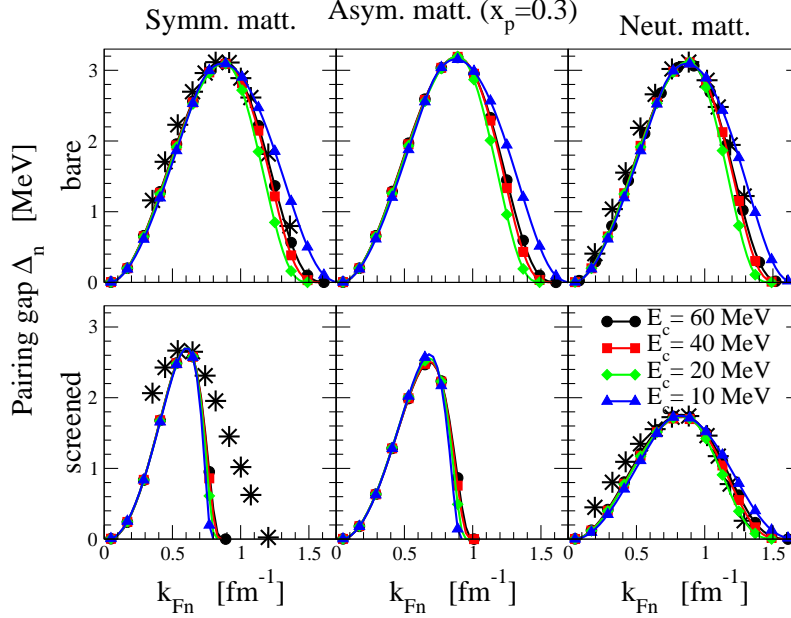 Symm. matt.
Asym. matt. (x_p=0.3)
Neut. matt.
Pairing gap Δ_n [MeV]
bare
3
2
1
0
screened
3
2
1
0
E_c= 60 MeV
E_c= 40 MeV
E_c= 20 MeV
E_c= 10 MeV
0 0.5 1 1.5
0 0.5 1 1.5
0 0.5 1 1.5
k_Fn [fm^-1]
k_Fn [fm^-1]
k_Fn [fm^-1]